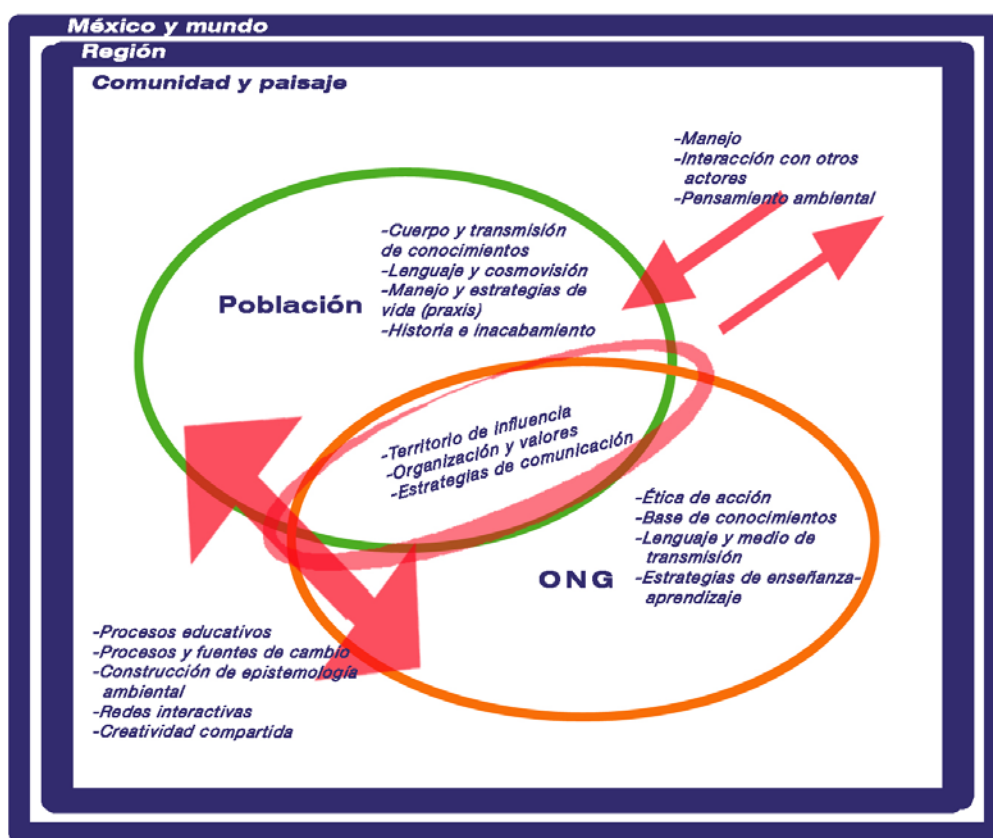 México y mundo
Región
Comunidad y paisaje
-Manejo
-Interacción con otros
actores
-Pensamiento ambiental
-Cuerpo y transmisión
de conocimientos
-Lenguaje y cosmovisión
-Manejo y estrategias de
vida (praxis)
-Historia e inacabamiento
Población
-Territorio de influencia
-Organización y valores
-Estrategias de comunicación
-Ética de acción
-Base de conocimientos
-Lenguaje y medio de
transmisión
-Estrategias de enseñanza-
aprendizaje
ONG
-Procesos educativos
-Procesos y fuentes de cambio
-Construcción de epistemología
ambiental
-Redes interactivas
-Creatividad compartida